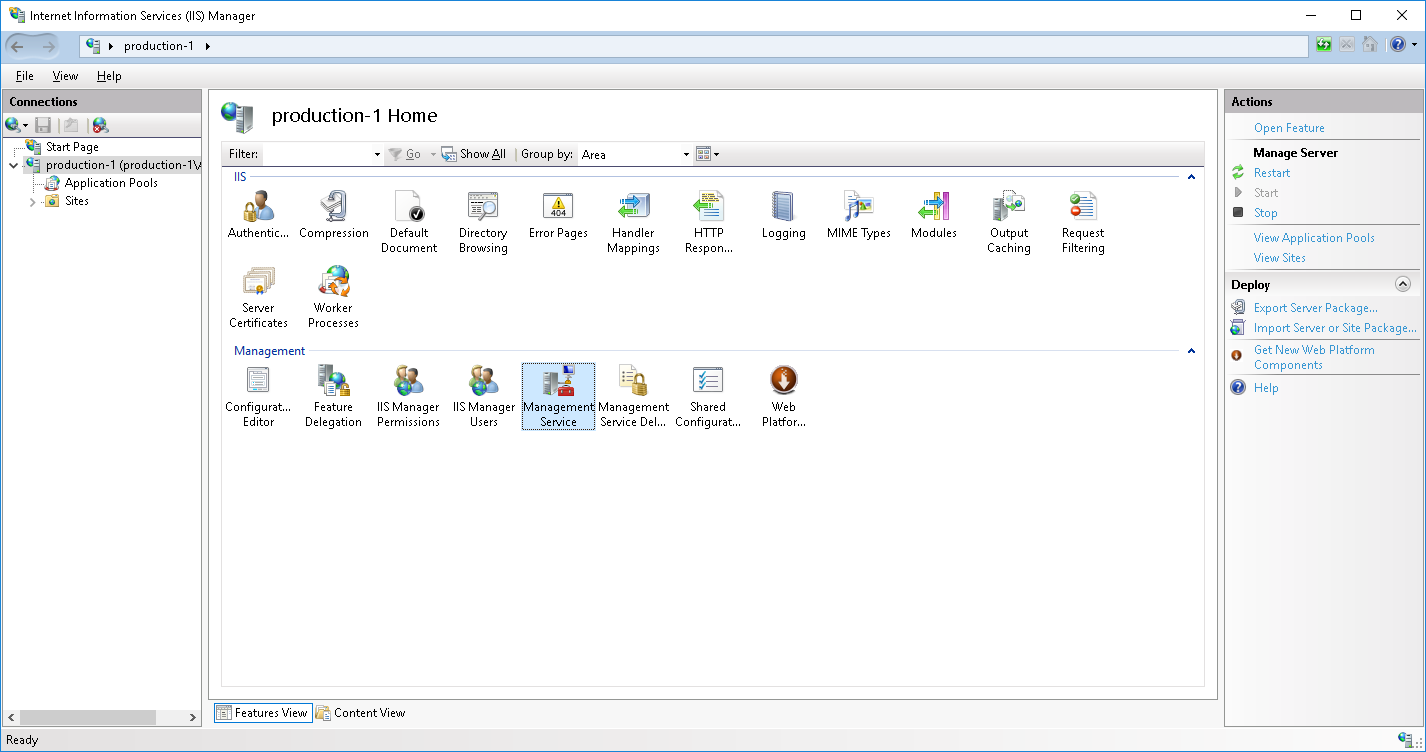 Internet Information Services (IIS) Manager
production-1
File View Help
Connections
Start Page
production-1 (production-1\A
Application Pools
Sites
production-1 Home
Filter: Go Show All Group by: Area
IIS
Authentic... Compression Default Document Directory Browsing Error Pages 404 Handler Mappings HTTP Respon... Logging MIME Types Modules Output Caching Request Filtering
Server Certificates Worker Processes
Management
Configurat... Editor Feature Delegation IIS Manager Permissions IIS Manager Users Management Service Management Service Del... Shared Configurat... Web Platfor...
Features View Content View
Actions
Open Feature
Manage Server
Restart
Start
Stop
View Application Pools
View Sites
Deploy
Export Server Package...
Import Server or Site Package...
Get New Web Platform
Components
Help
Ready